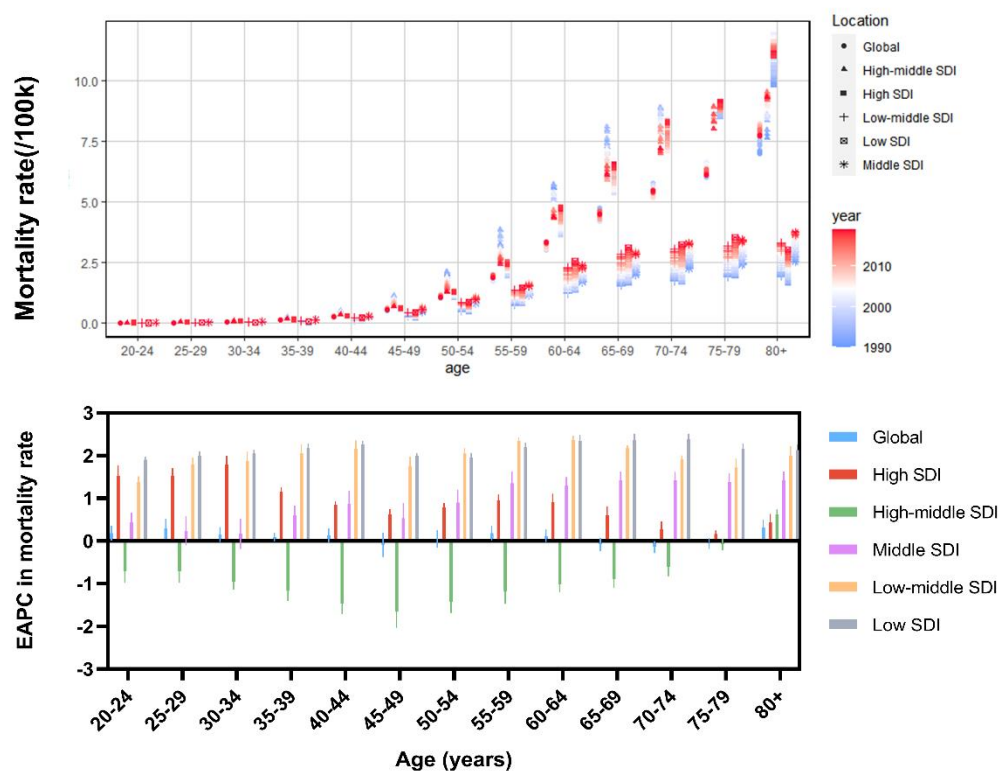 Mortality rate(/100k)
10.0
7.5
5.0
2.5
0.0
20-24 25-29 30-34 35-39 40-44 45-49 50-54 55-59 60-64 65-69 70-74 75-79 80+
age
Location
Global
High-middle SDI
High SDI
Low-middle SDI
Low SDI
Middle SDI
year
2010
2000
1990
EAPC in mortality rate
3
2
1
0
-1
-2
-3
20-24 25-29 30-34 35-39 40-44 45-49 50-54 55-59 60-64 65-69 70-74 75-79 80+
Age (years)
Global
High SDI
High-middle SDI
Middle SDI
Low-middle SDI
Low SDI